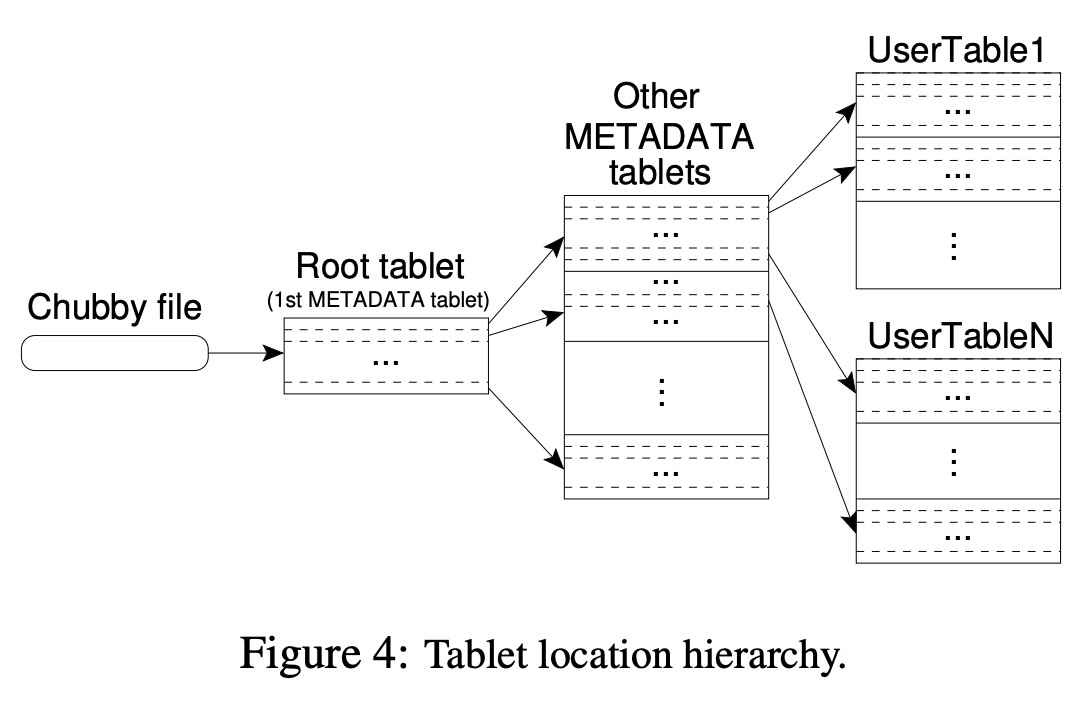 UserTable1
Other
METADATA
tablets
Root tablet
(1st METADATA tablet)
Chubby file
UserTableN
...
...
...
...
...
...
...
...
...
Figure 4: Tablet location hierarchy.